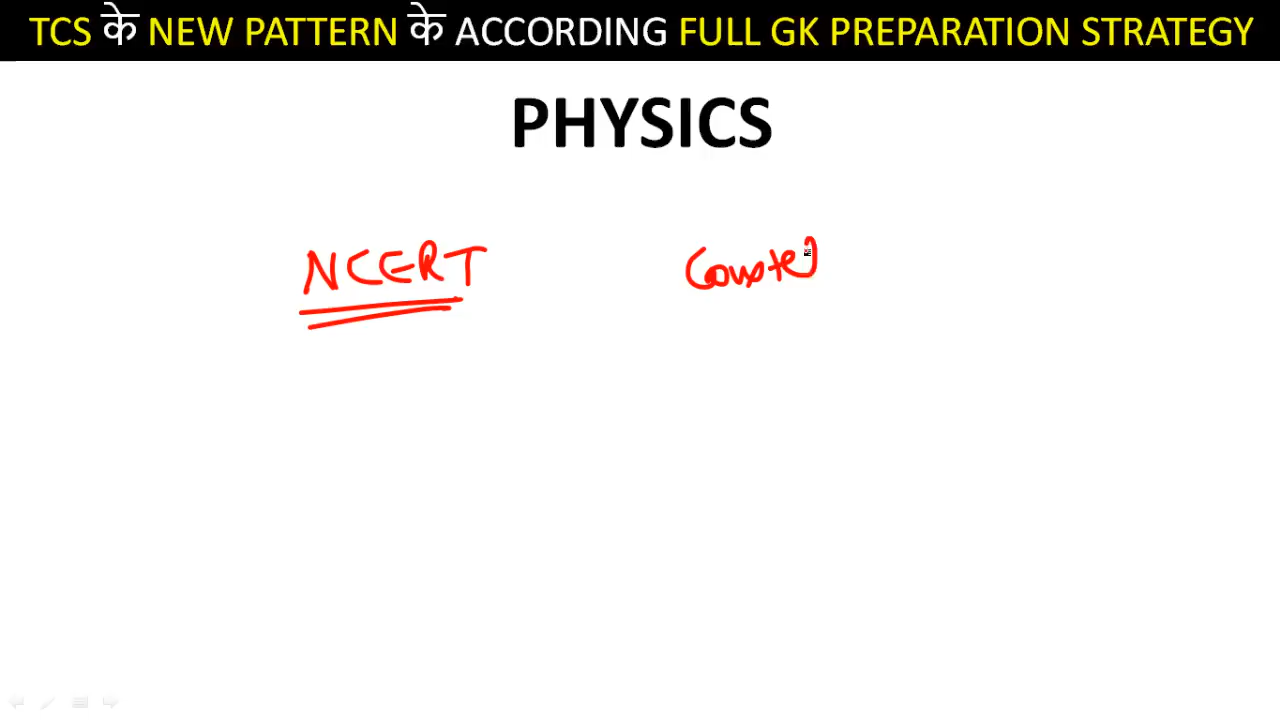 TCS के NEW PATTERN के ACCORDING FULL GK PREPARATION STRATEGY
PHYSICS
NCERT